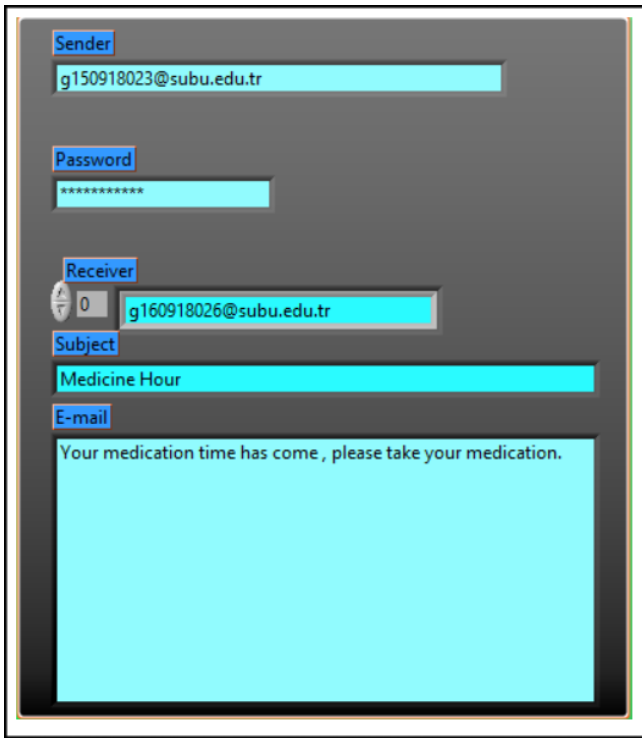 Sender
g150918023@subu.edu.tr
Password
***********
Receiver
0
g160918026@subu.edu.tr
Subject
Medicine Hour
E-mail
Your medication time has come , please take your medication.